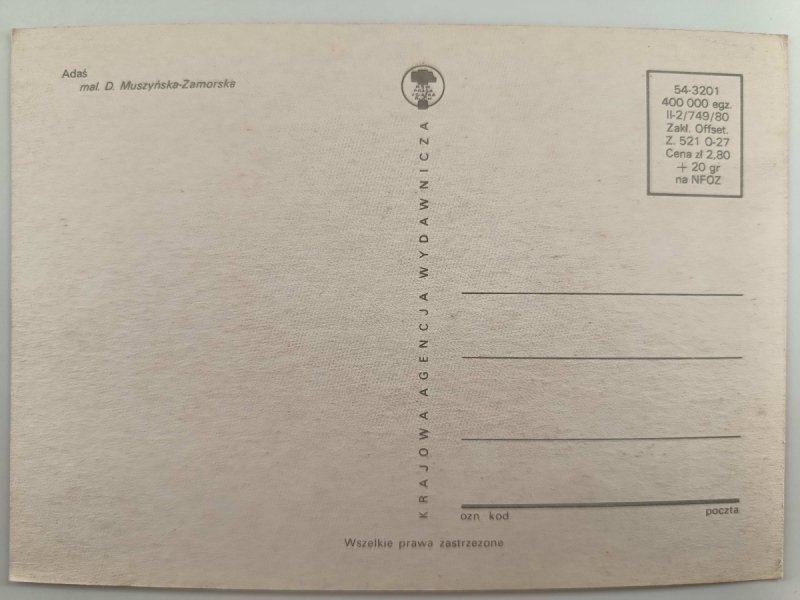 Adaś
mal. D. Muszyńska-Zamorska
KRAJOWA AGENCJA WYDAWNICZA
54-3201
400 000 egz.
II-2/749/80
Zakł. Offset.
Z. 521 O-27
Cena zł 2,80
+ 20 gr
na NFOZ
ozn kod
poczta
Wszelkie prawa zastrzeżone